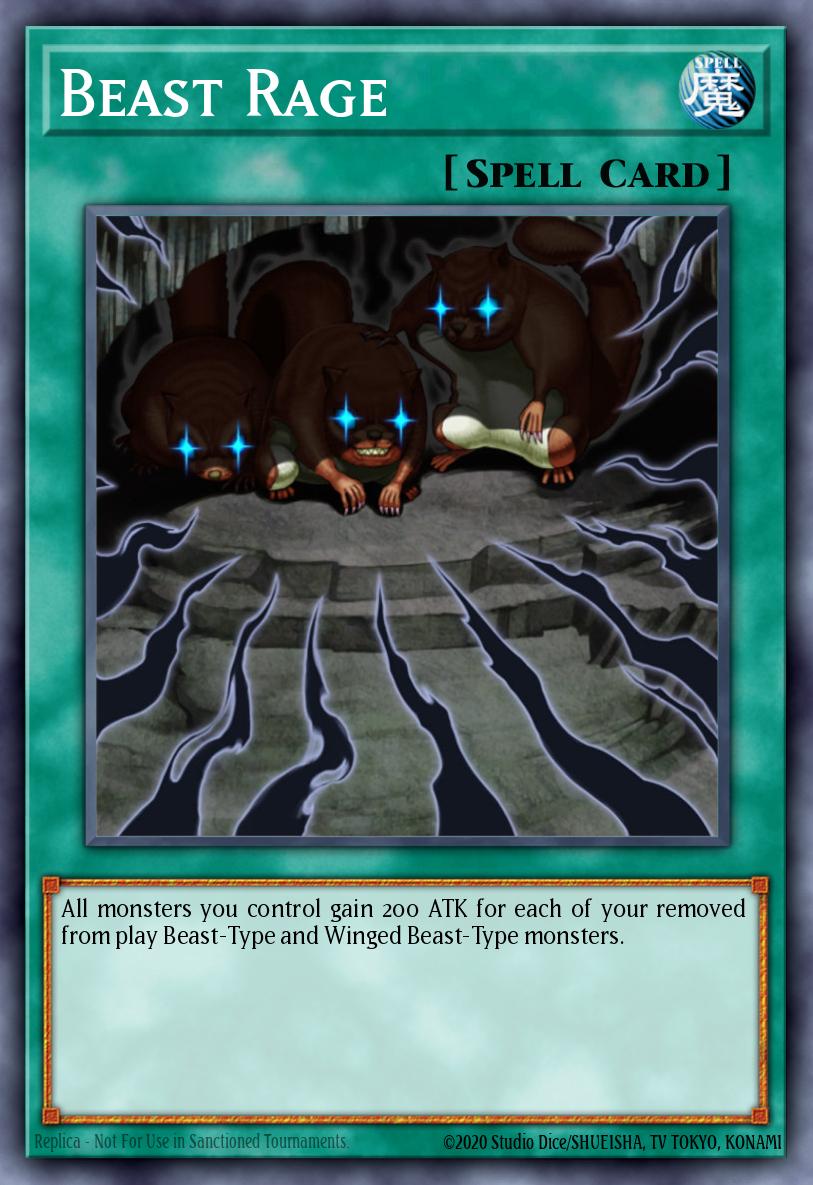 Beast Rage
SPELL
魔
[Spell Card]
All monsters you control gain 200 ATK for each of your removed
from play Beast-Type and Winged Beast-Type monsters.
Replica - Not For Use in Sanctioned Tournaments.
©2020 Studio Dice/SHUEISHA, TV TOKYO, KONAMI